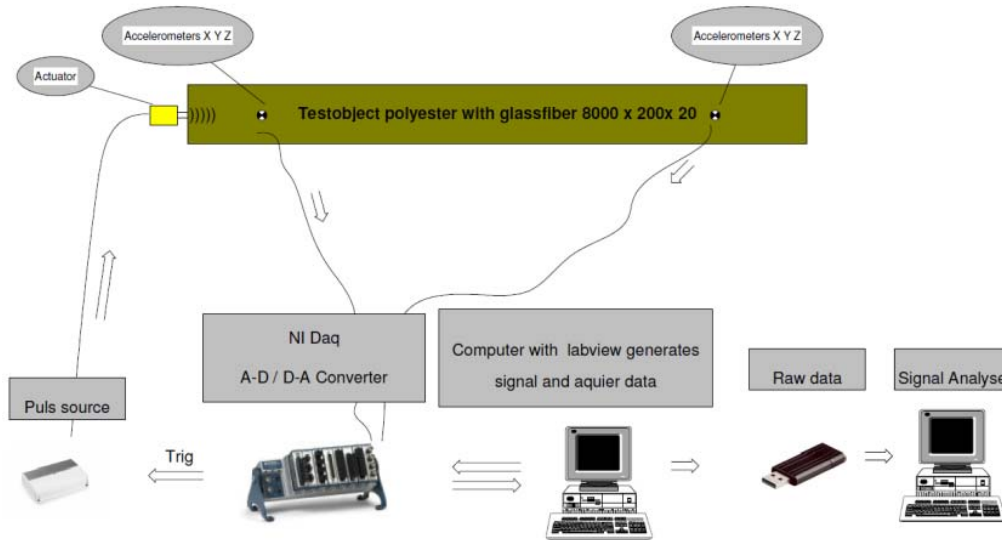 Accelerometers X Y Z
Accelerometers X Y Z
Actuator
Testobject polyester with glassfiber 8000 x 200x 20
NI Daq
A-D / D-A Converter
Computer with labview generates
signal and aquier data
Raw data
Signal Analyse
Puls source
Trig